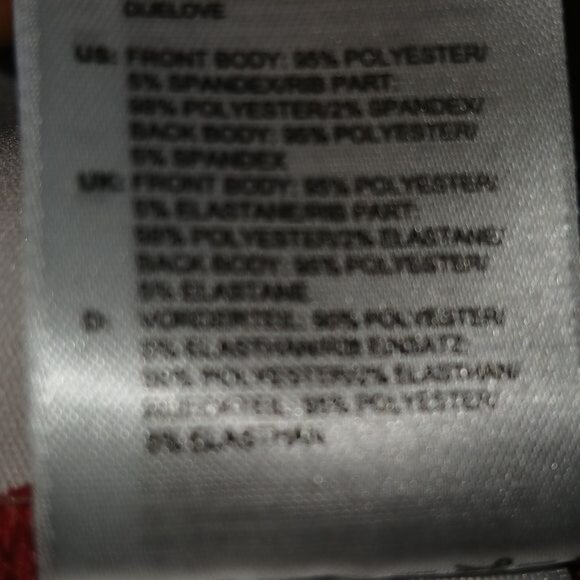 DUELOVE
US: FRONT BODY: 95% POLYESTER/
5% SPANDEX/RIB PART:
98% POLYESTER/2% SPANDEX/
BACK BODY: 95% POLYESTER/
5% SPANDEX
UK: FRONT BODY: 95% POLYESTER/
5% ELASTANE/RIB PART:
98% POLYESTER/2% ELASTANE/
BACK BODY: 95% POLYESTER/
5% ELASTANE
D: VORDERTEIL: 95% POLYESTER/
5% ELASTHAN/RIB EINSATZ:
98% POLYESTER/2% ELASTHAN/
95% POLYESTER/
5% ELASTHAN